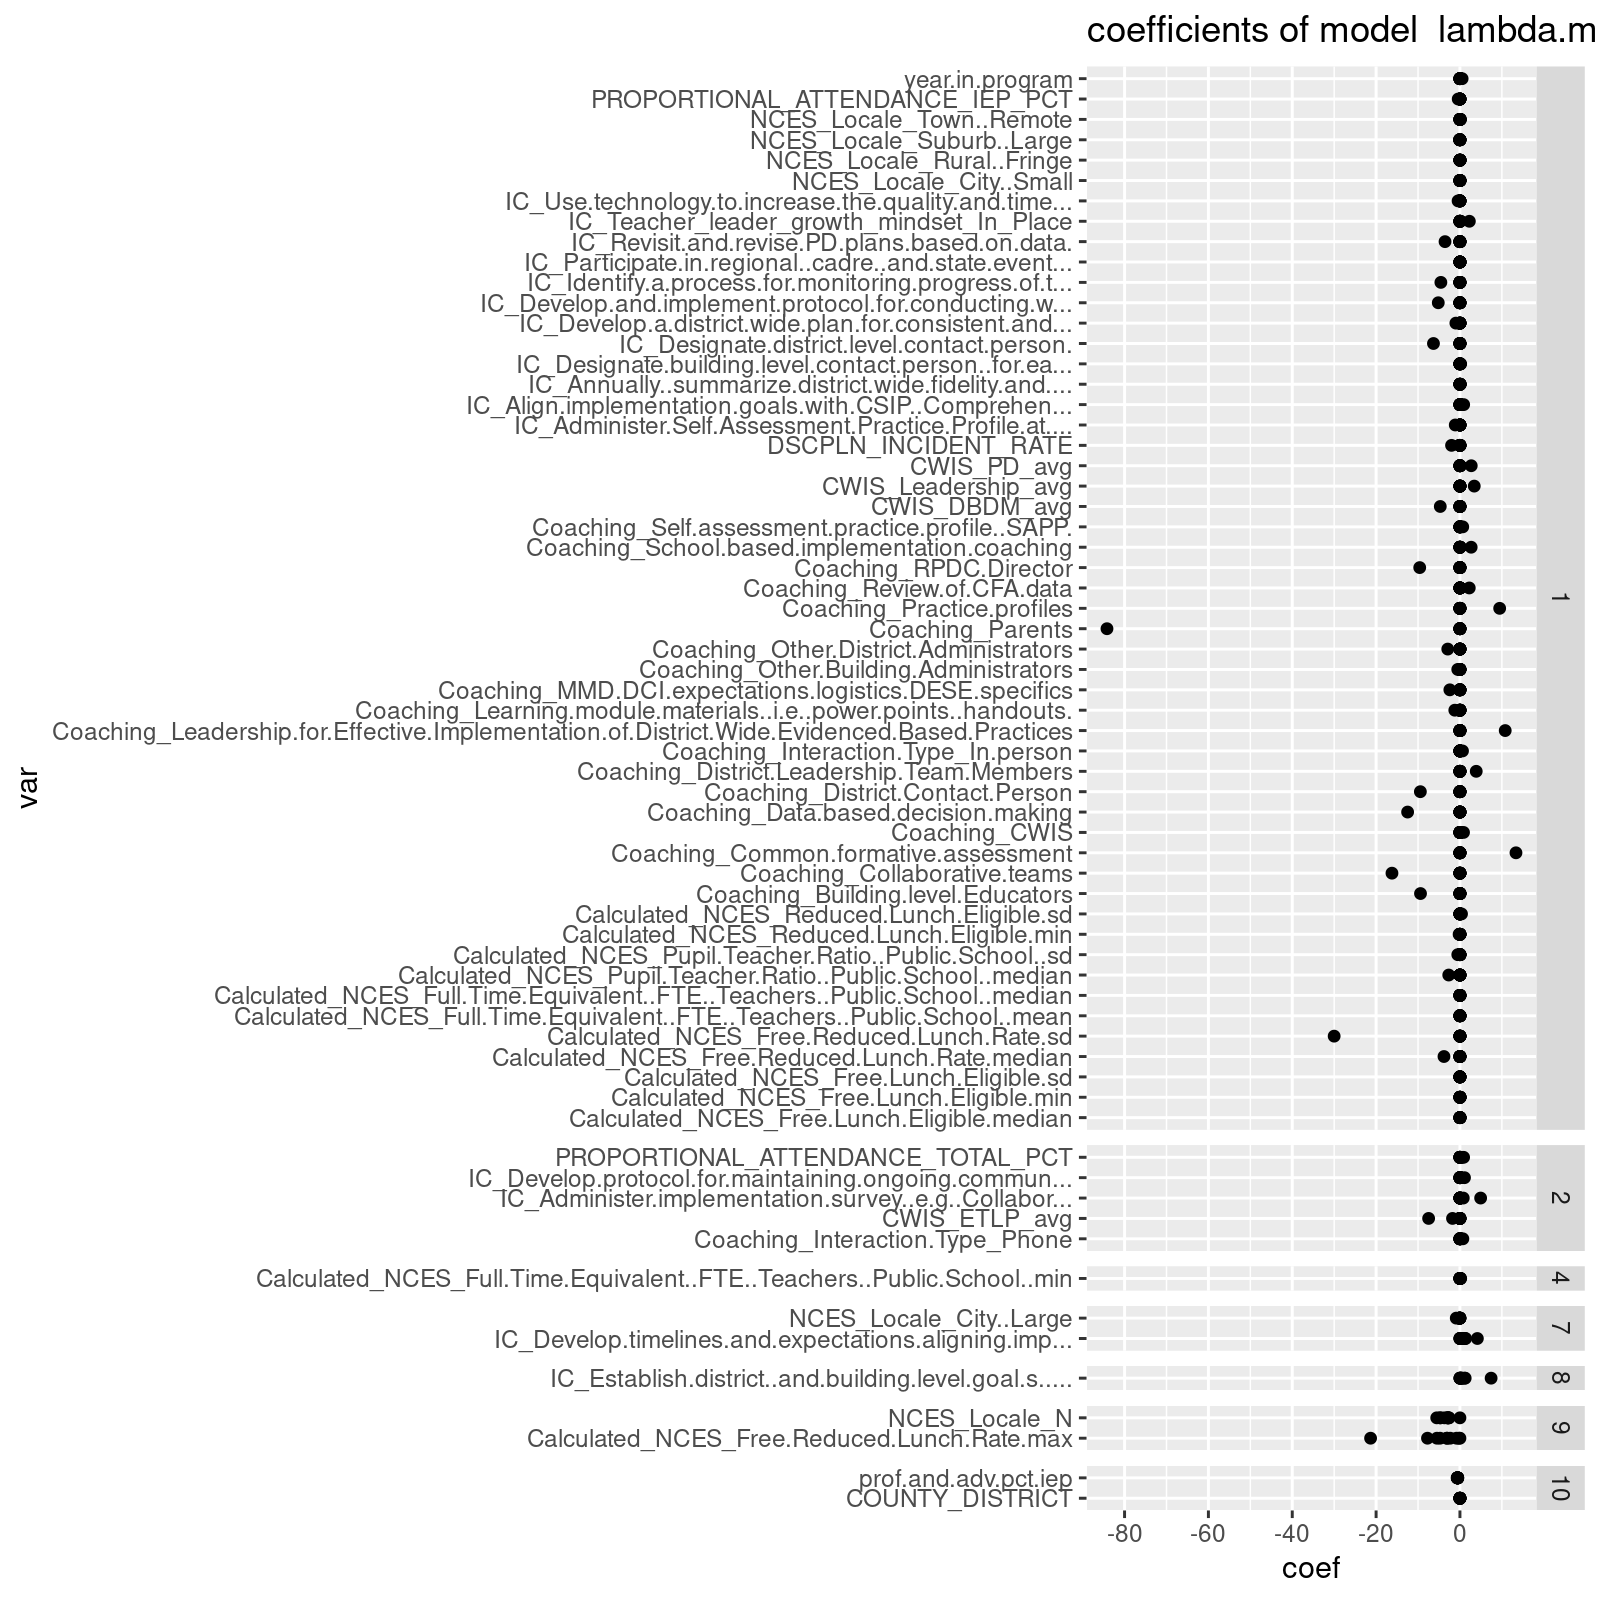 coefficients of model  lambda.m
year.in.program
PROPORTIONAL_ATTENDANCE_IEP_PCT
NCES_Locale_Town..Remote
NCES_Locale_Suburb..Large
NCES_Locale_Rural..Fringe
NCES_Locale_City..Small
IC_Use.technology.to.increase.the.quality.and.time...
IC_Teacher_leader_growth_mindset_In_Place
IC_Revisit.and.revise.PD.plans.based.on.data.
IC_Participate.in.regional..cadre..and.state.event...
IC_Identify.a.process.for.monitoring.progress.of.t...
IC_Develop.and.implement.protocol.for.conducting.w...
IC_Develop.a.district.wide.plan.for.consistent.and...
IC_Designate.district.level.contact.person.
IC_Designate.building.level.contact.person..for.ea...
IC_Annually..summarize.district.wide.fidelity.and....
IC_Align.implementation.goals.with.CSIP..Comprehen...
IC_Administer.Self.Assessment.Practice.Profile.at....
DSCPLN_INCIDENT_RATE
CWIS_PD_avg
CWIS_Leadership_avg
CWIS_DBDM_avg
Coaching_Self.assessment.practice.profile..SAPP.
Coaching_School.based.implementation.coaching
Coaching_RPDC.Director
Coaching_Review.of.CFA.data
Coaching_Practice.profiles
Coaching_Parents
Coaching_Other.District.Administrators
Coaching_Other.Building.Administrators
Coaching_MMD.DCI.expectations.logistics.DESE.specifics
Coaching_Learning.module.materials..i.e..power.points..handouts.
Coaching_Leadership.for.Effective.Implementation.of.District.Wide.Evidenced.Based.Practices
Coaching_Interaction.Type_In.person
Coaching_District.Leadership.Team.Members
Coaching_District.Contact.Person
Coaching_Data.based.decision.making
Coaching_CWIS
Coaching_Common.formative.assessment
Coaching_Collaborative.teams
Coaching_Building.level.Educators
Calculated_NCES_Reduced.Lunch.Eligible.sd
Calculated_NCES_Reduced.Lunch.Eligible.min
Calculated_NCES_Pupil.Teacher.Ratio..Public.School..sd
Calculated_NCES_Pupil.Teacher.Ratio..Public.School..median
Calculated_NCES_Full.Time.Equivalent..FTE..Teachers..Public.School..median
Calculated_NCES_Full.Time.Equivalent..FTE..Teachers..Public.School..mean
Calculated_NCES_Free.Reduced.Lunch.Rate.sd
Calculated_NCES_Free.Reduced.Lunch.Rate.median
Calculated_NCES_Free.Lunch.Eligible.sd
Calculated_NCES_Free.Lunch.Eligible.min
Calculated_NCES_Free.Lunch.Eligible.median
1
PROPORTIONAL_ATTENDANCE_TOTAL_PCT
IC_Develop.protocol.for.maintaining.ongoing.commun...
IC_Administer.implementation.survey..e.g..Collabor...
CWIS_ETLP_avg
Coaching_Interaction.Type_Phone
2
Calculated_NCES_Full.Time.Equivalent..FTE..Teachers..Public.School..min
4
NCES_Locale_City..Large
IC_Develop.timelines.and.expectations.aligning.imp...
7
IC_Establish.district..and.building.level.goal.s.....
8
NCES_Locale_N
Calculated_NCES_Free.Reduced.Lunch.Rate.max
9
prof.and.adv.pct.iep
COUNTY_DISTRICT
10
-80 -60 -40 -20 0
coef
var